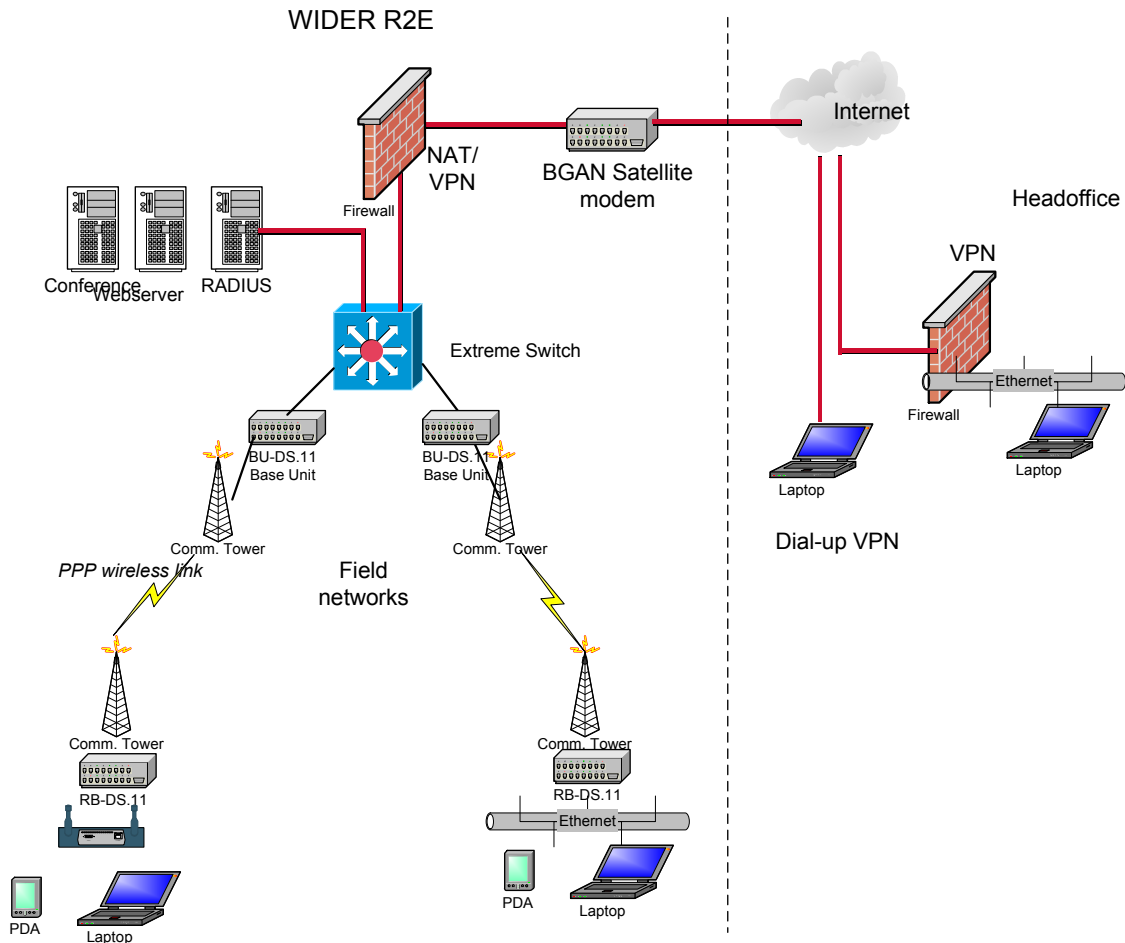 WIDER R2E
Internet
NAT/
VPN
BGAN Satellite
modem
Firewall
Headoffice
Conference
Webserver
RADIUS
VPN
Extreme Switch
Ethernet
Firewall
BU-DS.11
Base Unit
BU-DS.11
Base Unit
Laptop
Laptop
Comm. Tower
Comm. Tower
Dial-up VPN
PPP wireless link
Field
networks
Comm. Tower
Comm. Tower
RB-DS.11
RB-DS.11
Ethernet
PDA
Laptop
PDA
Laptop